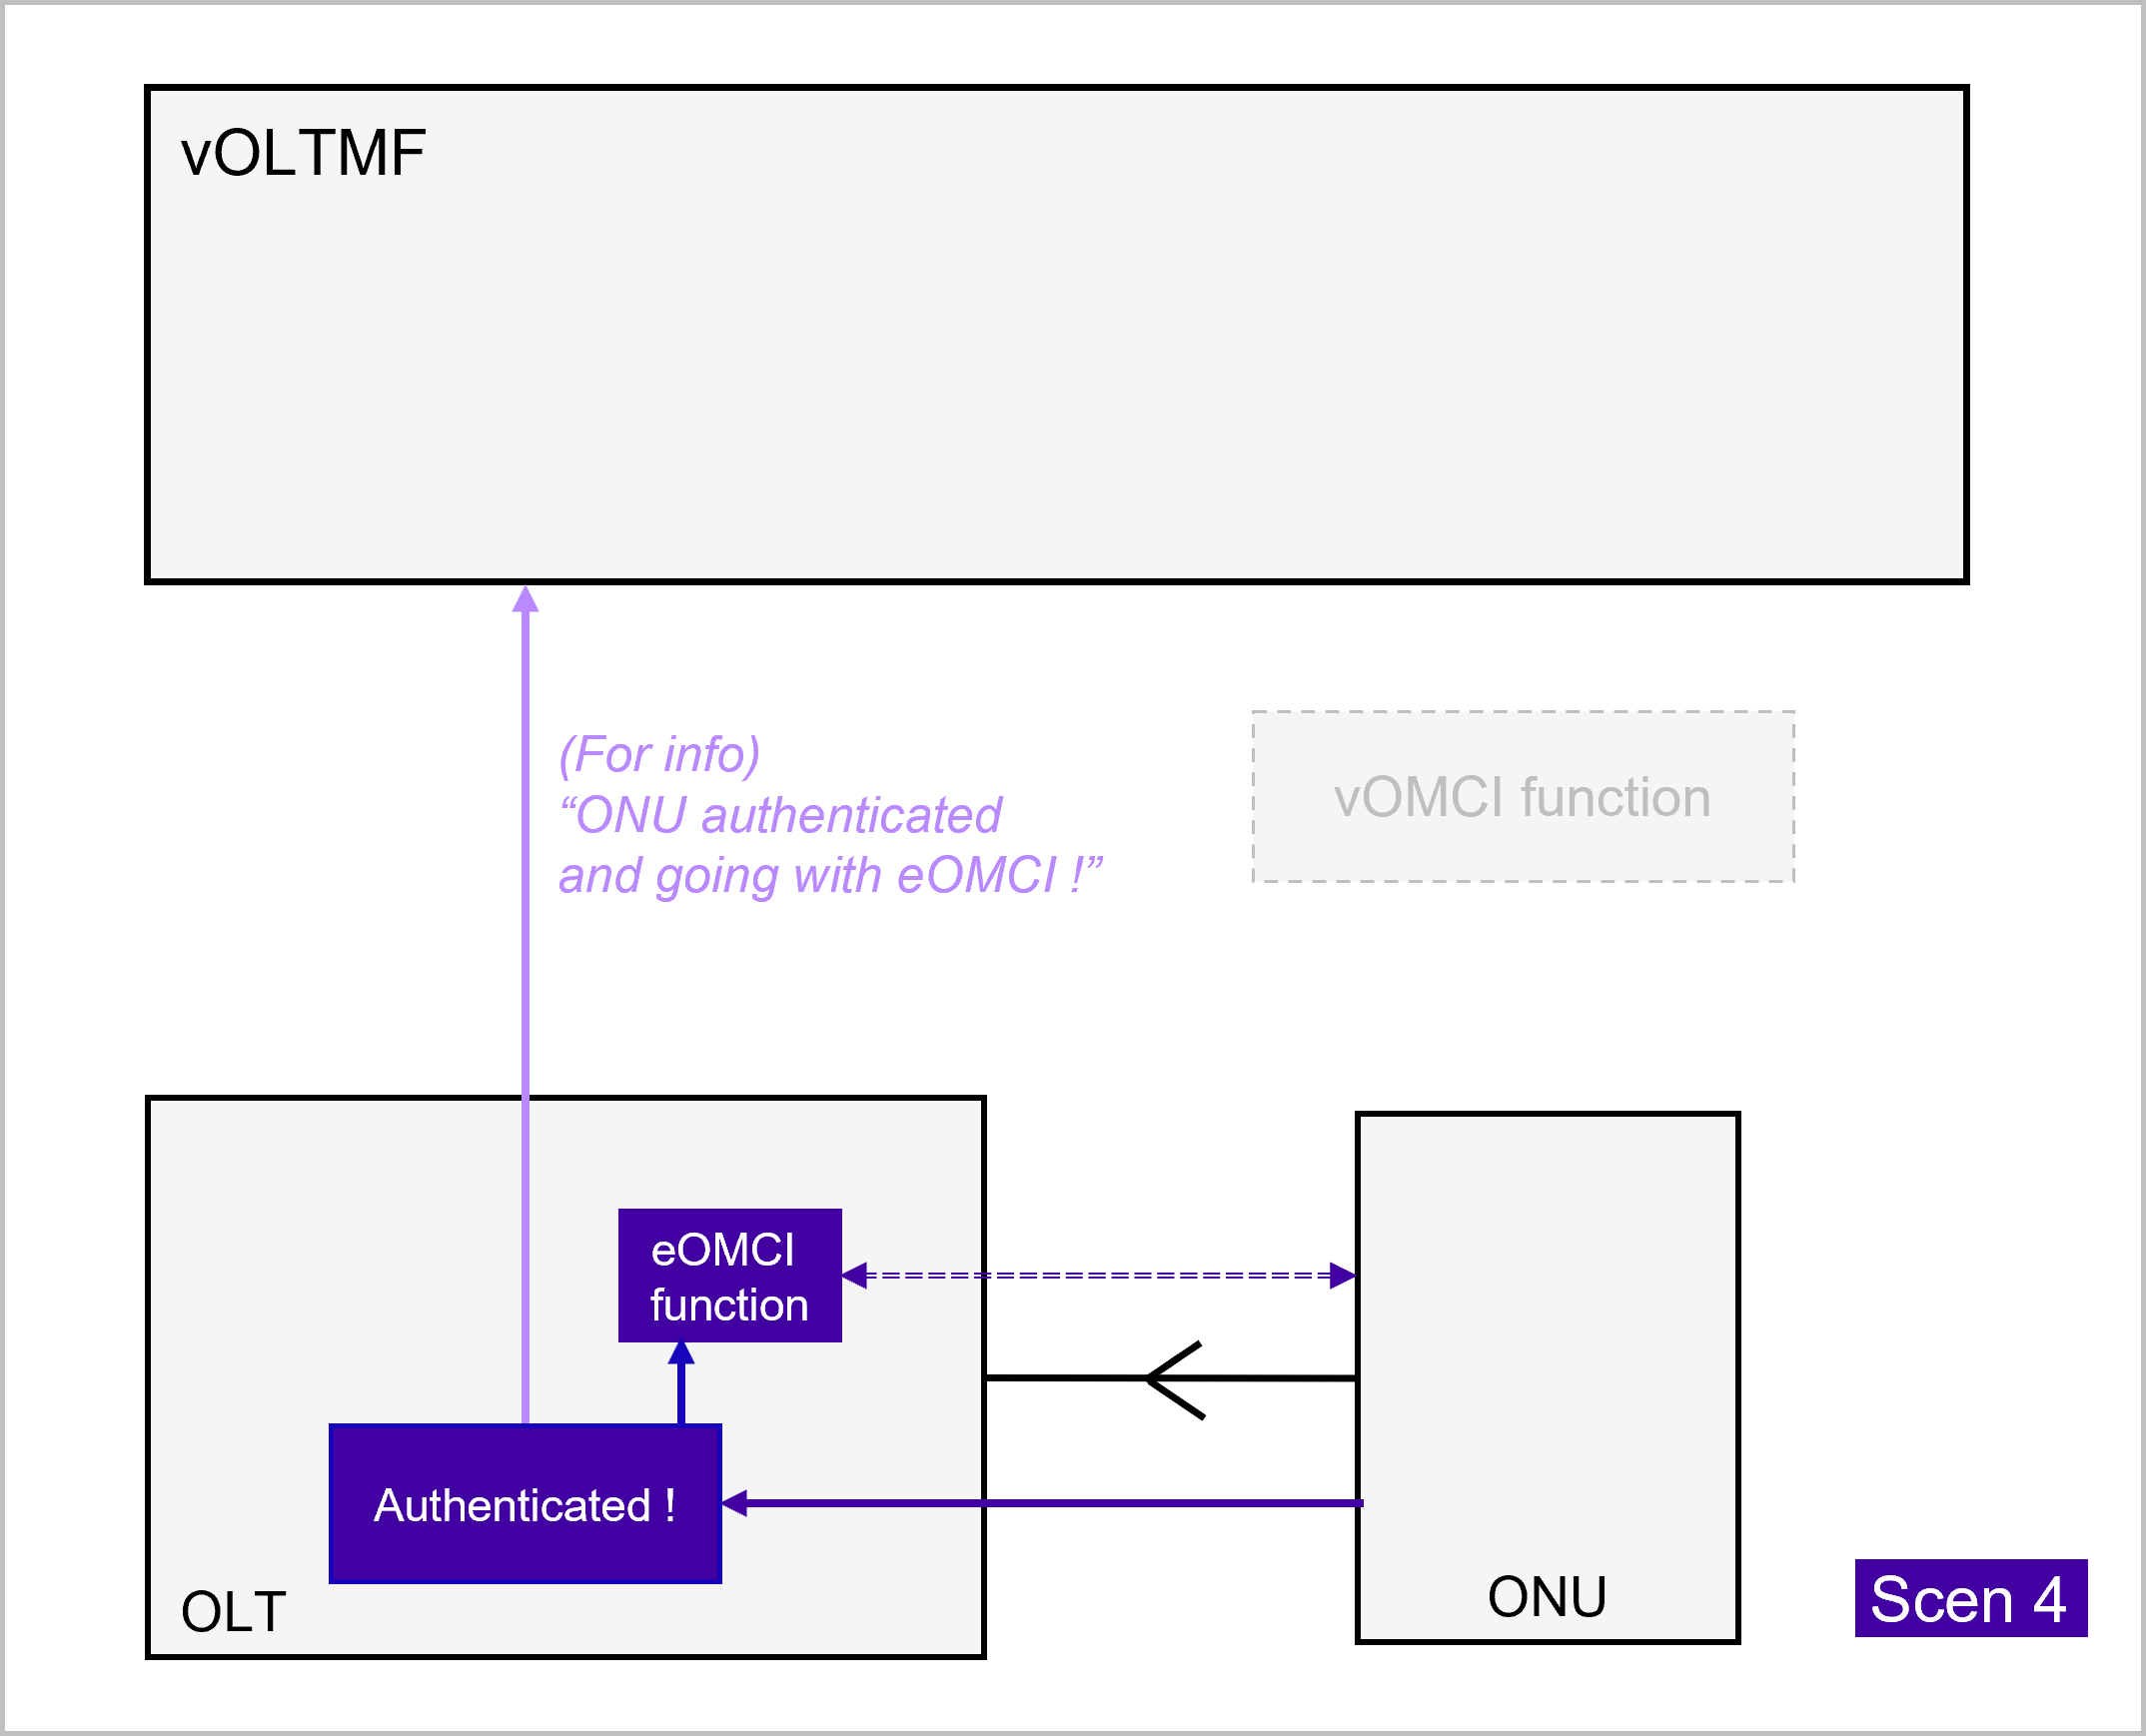 vOLTMF
(For info)
“ONU authenticated
and going with eOMCI !”
vOMCI function
eOMCI
function
Authenticated !
OLT
ONU
Scen 4